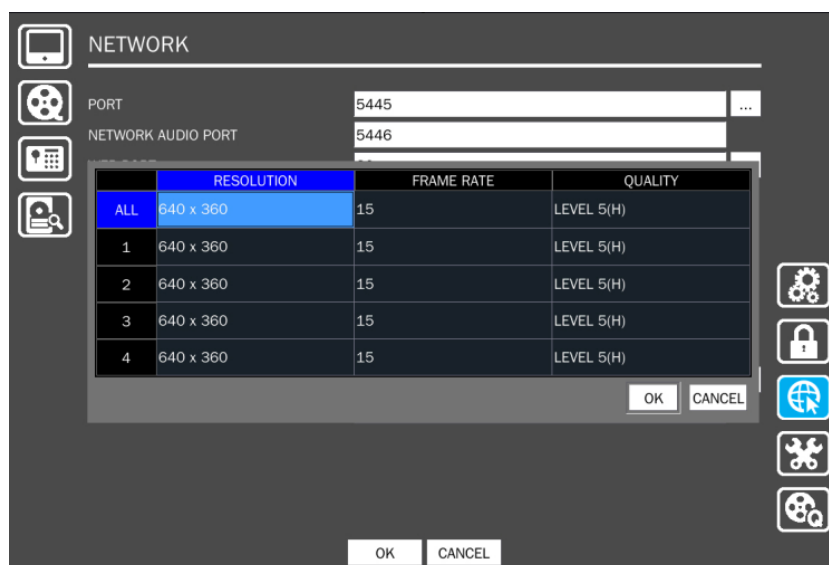 NETWORK
PORT 5445 ...
NETWORK AUDIO PORT 5446
RESOLUTION FRAME RATE QUALITY
ALL 640 x 360 15 LEVEL 5(H)
1 640 x 360 15 LEVEL 5(H)
2 640 x 360 15 LEVEL 5(H)
3 640 x 360 15 LEVEL 5(H)
4 640 x 360 15 LEVEL 5(H)
OK CANCEL
OK CANCEL